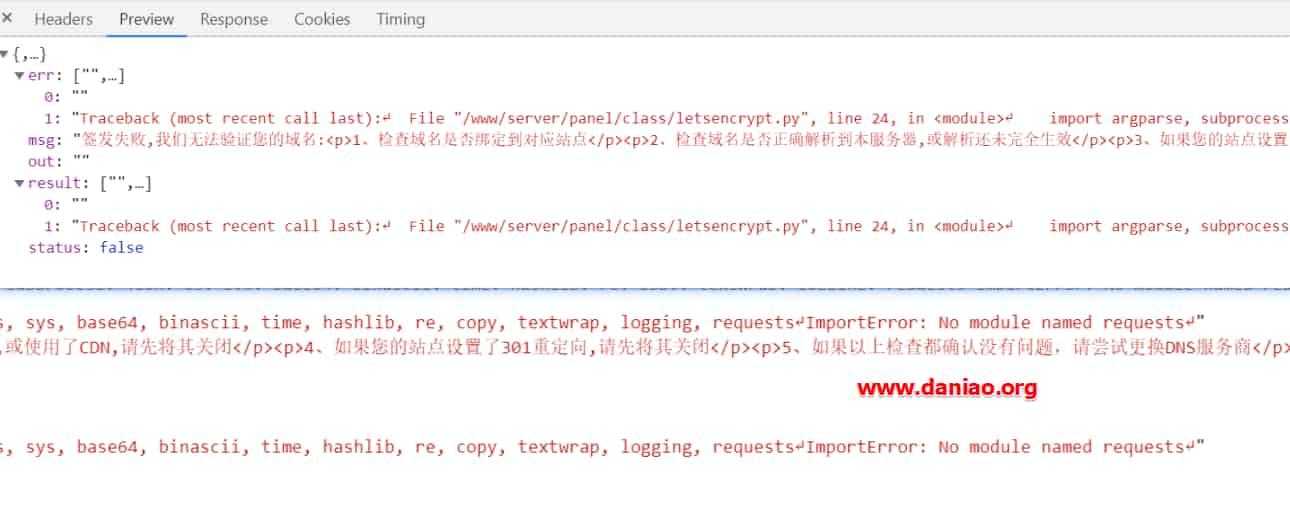 × Headers Preview Response Cookies Timing
▼{,…}
▼err: ["",…]
0: ""
1: "Traceback (most recent call last):↵  File "/www/server/panel/class/letsencrypt.py", line 24, in <module>↵    import argparse, subprocess
msg: "签发失败,我们无法验证您的域名:<p>1、检查域名是否绑定到对应站点</p><p>2、检查域名是否正确解析到本服务器,或解析还未完全生效</p><p>3、如果您的站点设置
out: ""
▼result: ["",…]
0: ""
1: "Traceback (most recent call last):↵  File "/www/server/panel/class/letsencrypt.py", line 24, in <module>↵    import argparse, subprocess
status: false
s, sys, base64, binascii, time, hashlib, re, copy, textwrap, logging, requests↵ImportError: No module named requests↵"
,或使用了CDN,请先将其关闭</p><p>4、如果您的站点设置了301重定向,请先将其关闭</p><p>5、如果以上检查都确认没有问题，请尝试更换DNS服务商</p>
www.daniao.org
s, sys, base64, binascii, time, hashlib, re, copy, textwrap, logging, requests↵ImportError: No module named requests↵"